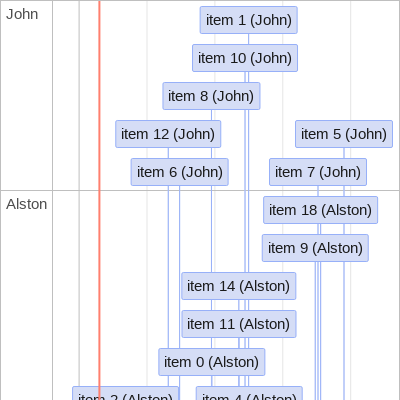 John
item 1 (John)
item 10 (John)
item 8 (John)
item 12 (John)
item 5 (John)
item 6 (John)
item 7 (John)
Alston
item 18 (Alston)
item 9 (Alston)
item 14 (Alston)
item 11 (Alston)
item 0 (Alston)
item 2 (Alston)
item 4 (Alston)